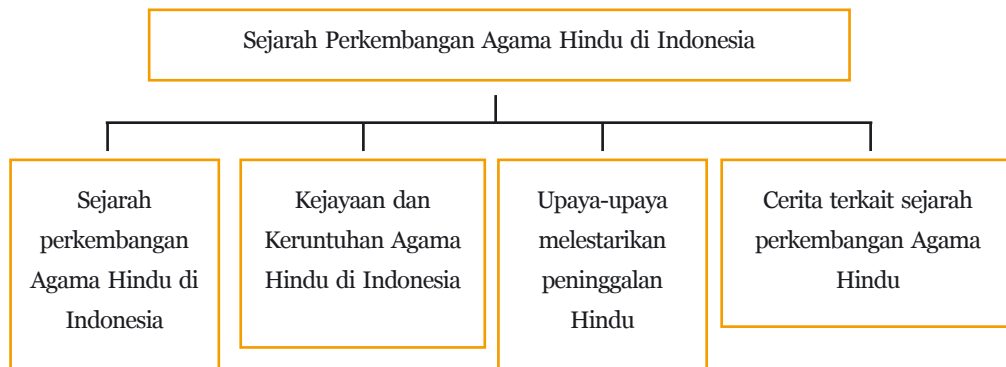 Sejarah Perkembangan Agama Hindu di Indonesia
Sejarah
perkembangan
Agama Hindu di
Indonesia
Kejayaan dan
Keruntuhan Agama
Hindu di Indonesia
Upaya-upaya
melestarikan
peninggalan
Hindu
Cerita terkait sejarah
perkembangan Agama
Hindu